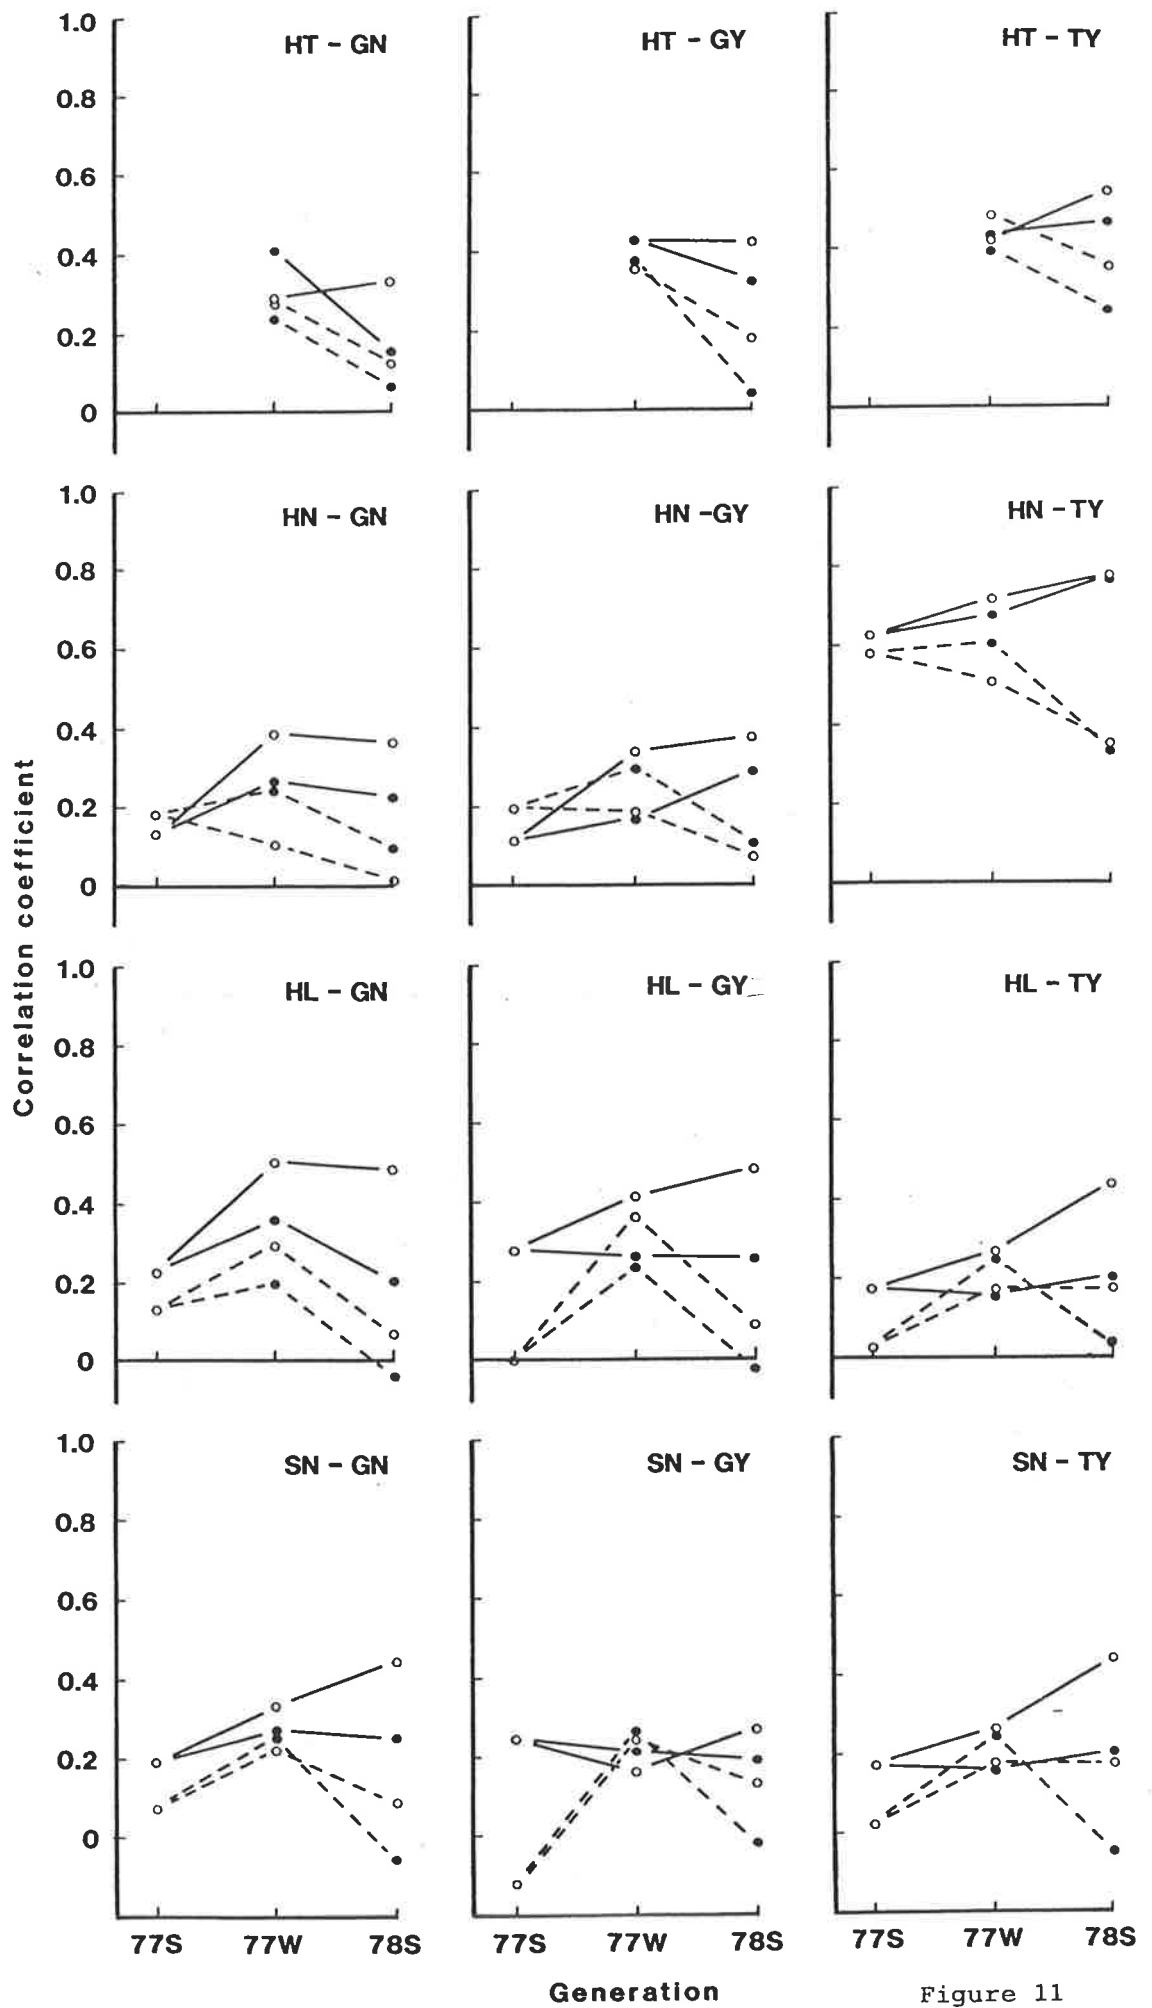 1.0
HT – GN
HT – GY
HT – TY
0.8
0.6
0.4
0.2
0
1.0
HN – GN
HN –GY
HN – TY
0.8
0.6
0.4
0.2
0
Correlation coefficient
1.0
HL – GN
HL – GY
HL – TY
0.8
0.6
0.4
0.2
0
1.0
SN – GN
SN – GY
SN – TY
0.8
0.6
0.4
0.2
0
77S 77W 78S
77S 77W 78S
77S 77W 78S
Generation
Figure 11